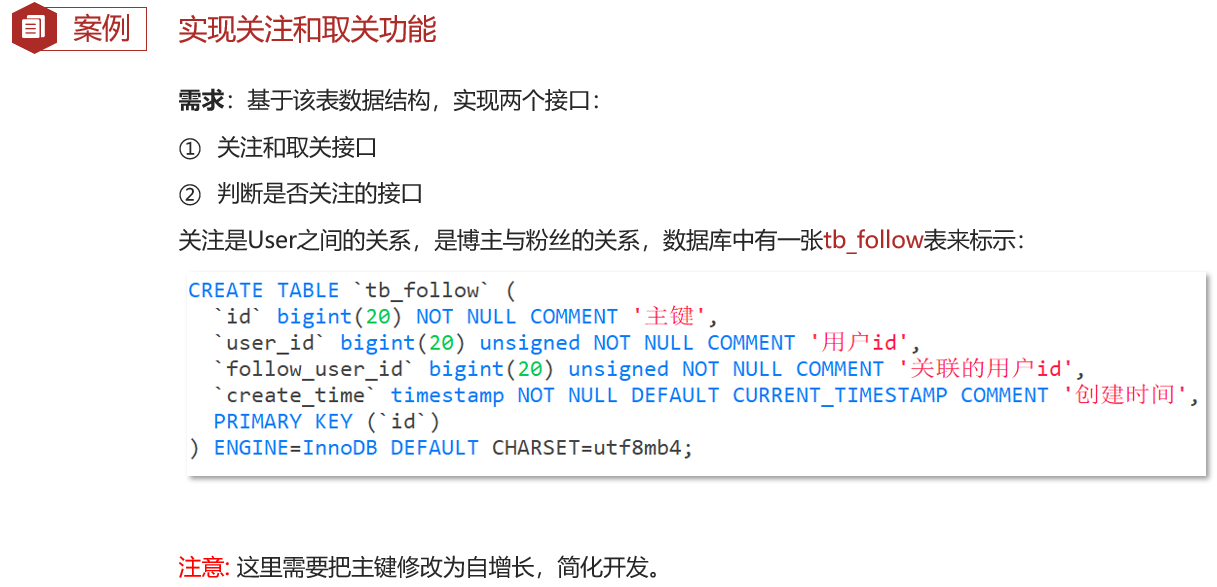 案例 实现关注和取关功能
需求：基于该表数据结构，实现两个接口：
① 关注和取关接口
② 判断是否关注的接口
关注是User之间的关系，是博主与粉丝的关系，数据库中有一张tb_follow表来标示：
CREATE TABLE `tb_follow` (
`id` bigint(20) NOT NULL COMMENT '主键',
`user_id` bigint(20) unsigned NOT NULL COMMENT '用户id',
`follow_user_id` bigint(20) unsigned NOT NULL COMMENT '关联的用户id',
`create_time` timestamp NOT NULL DEFAULT CURRENT_TIMESTAMP COMMENT '创建时间',
PRIMARY KEY (`id`)
) ENGINE=InnoDB DEFAULT CHARSET=utf8mb4;
注意: 这里需要把主键修改为自增长，简化开发。